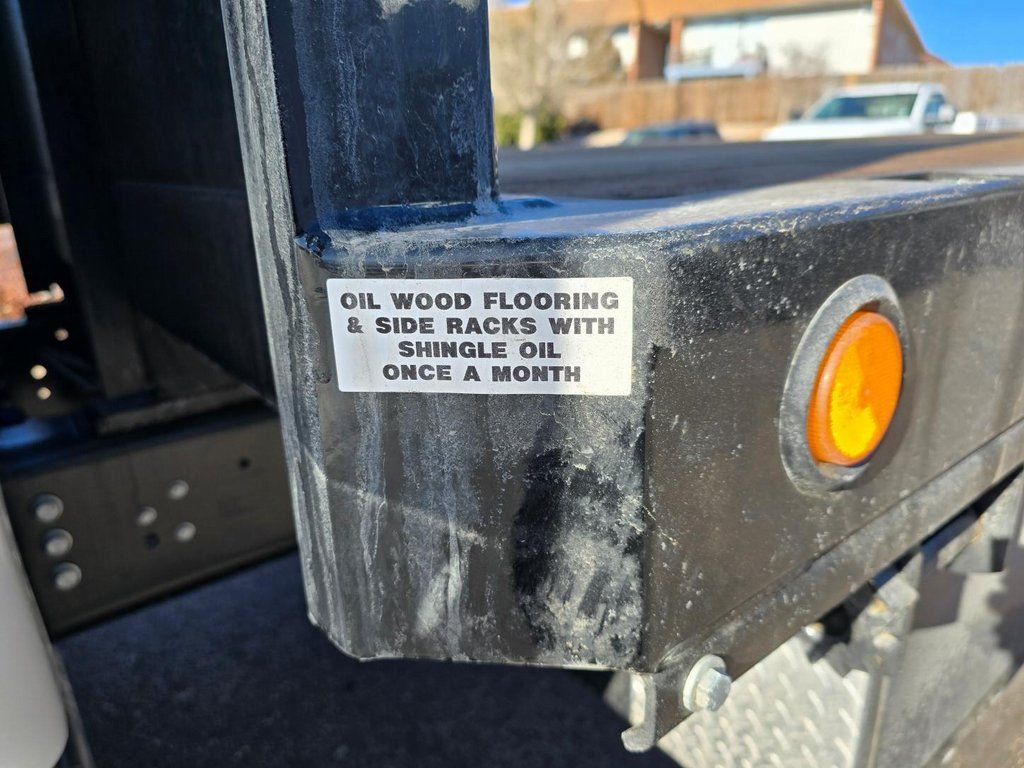 OIL WOOD FLOORING
& SIDE RACKS WITH
SHINGLE OIL
ONCE A MONTH